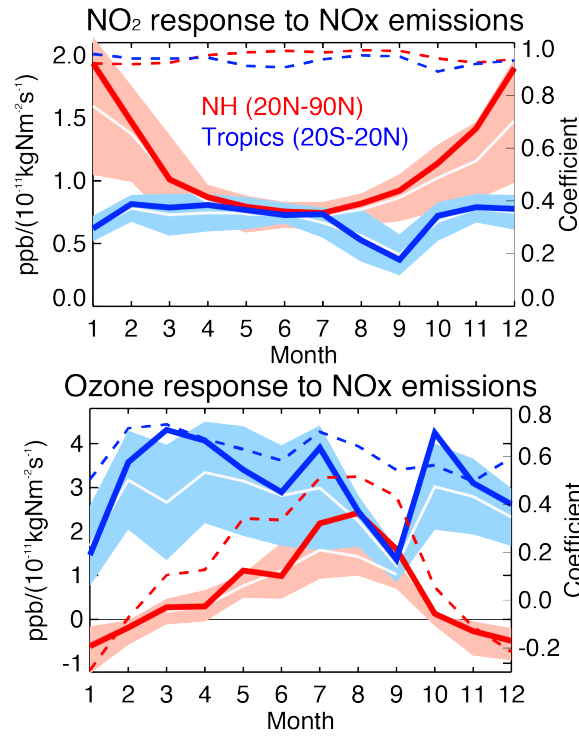 NO₂ response to NOx emissions
2.0
1.5
1.0
0.5
0.0
ppb/(10⁻¹¹kgNm⁻²s⁻¹)
NH (20N-90N)
Tropics (20S-20N)
1.0
0.8
0.6
0.4
0.2
0.0
Coefficient
1 2 3 4 5 6 7 8 9 10 11 12
Month
Ozone response to NOx emissions
4
3
2
1
0
-1
ppb/(10⁻¹¹kgNm⁻²s⁻¹)
0.8
0.6
0.4
0.2
0.0
-0.2
Coefficient
1 2 3 4 5 6 7 8 9 10 11 12
Month